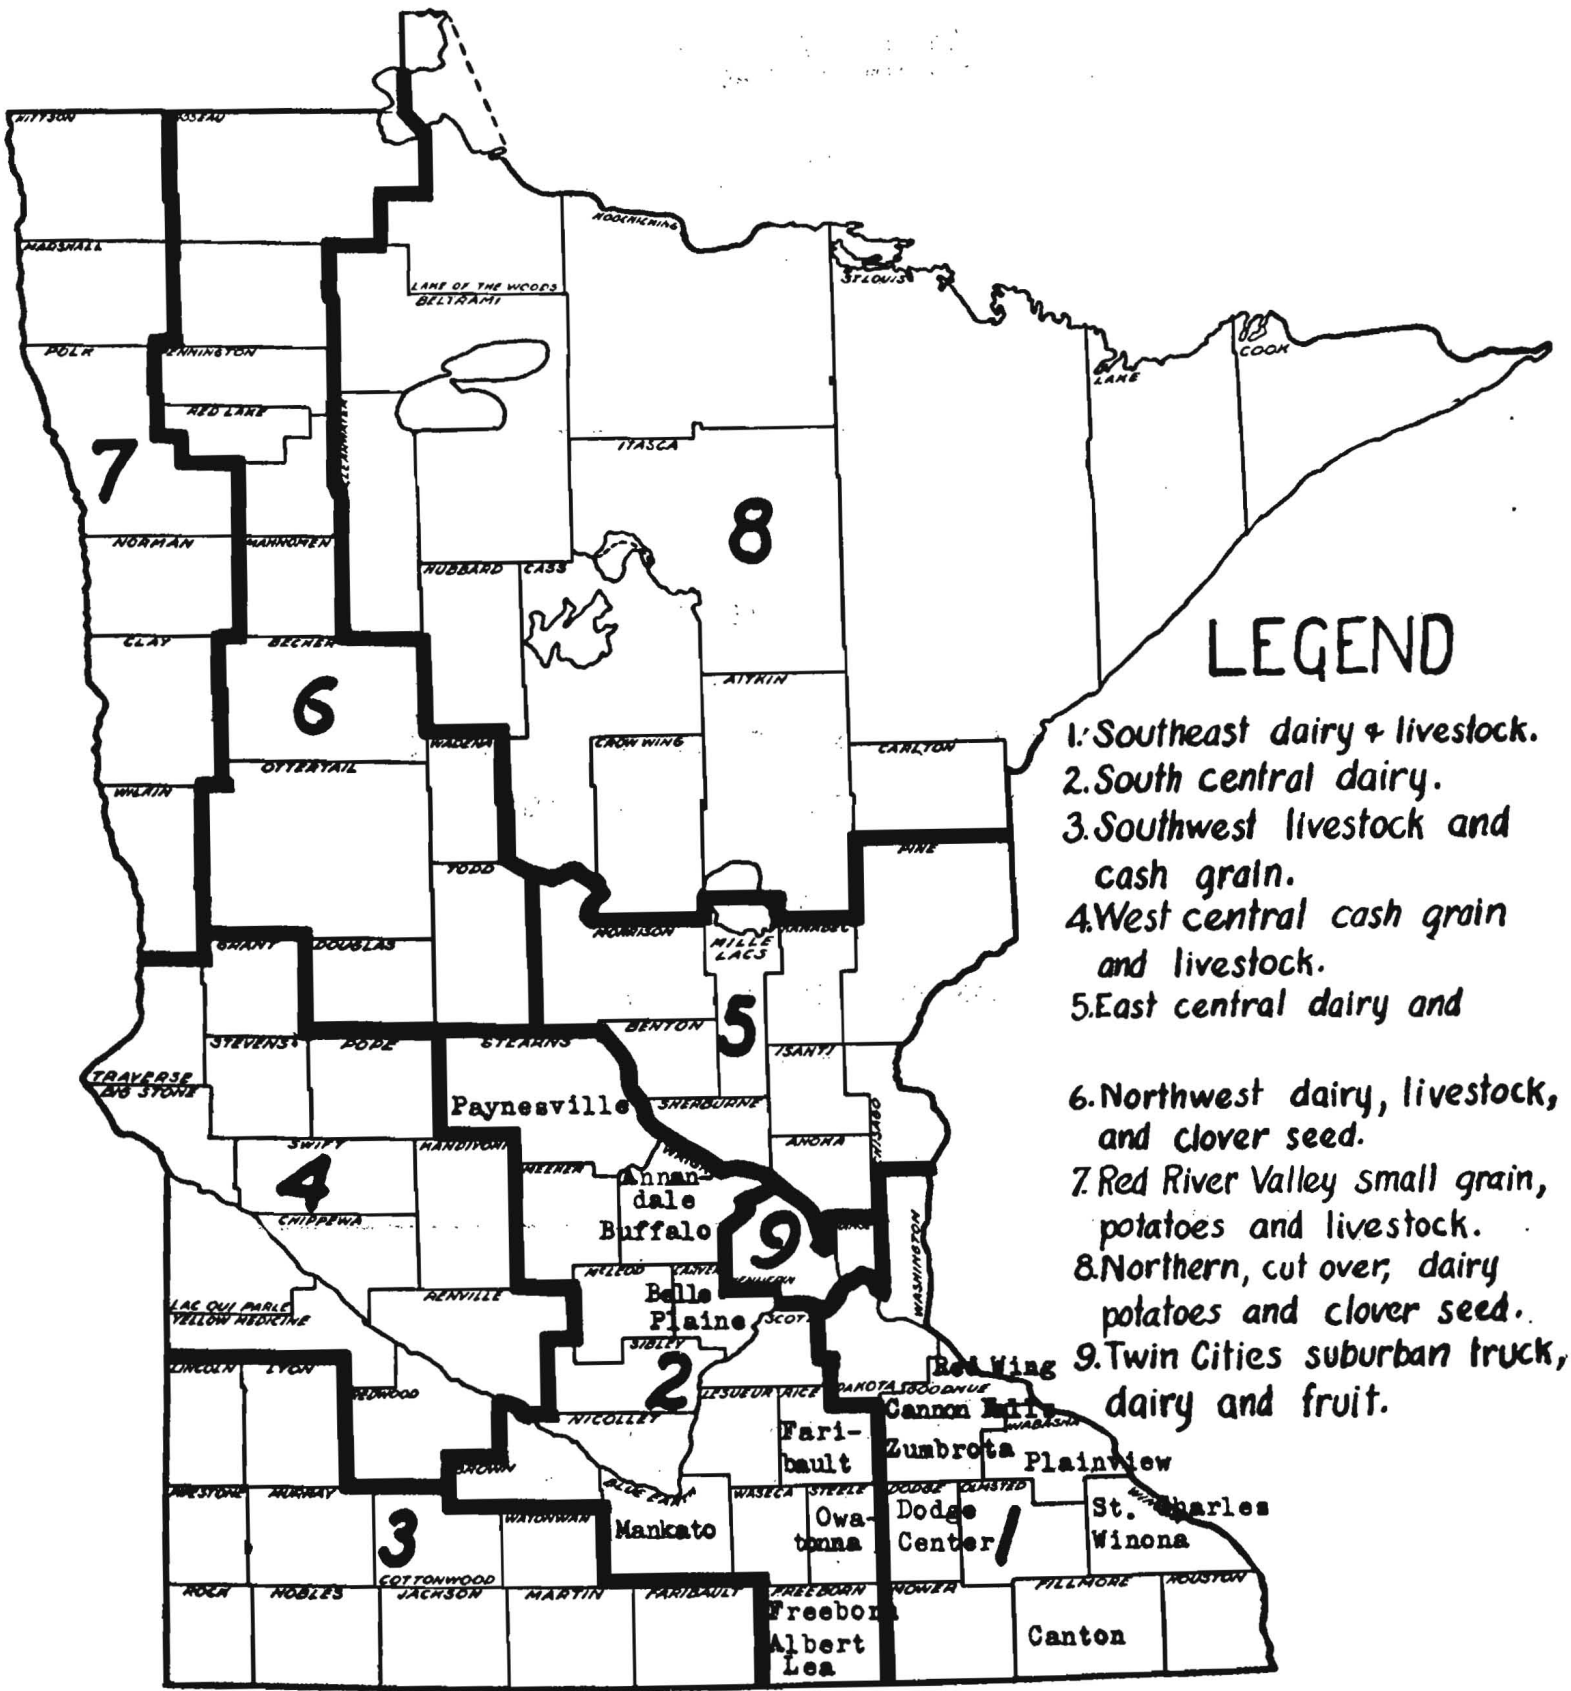 KITTSON
MARSHALL
LAKE OF THE WOODS
BELTRAMI
KOOCHICHING
ST LOUIS
LAKE
COOK
POLK
RED LAKE
ITASCA
7
8
NORMAN
MAHNOMEN
HUBBARD
CASS
CLAY
BECKER
AITKIN
6
WADENA
CROW WING
CARLTON
OTTERTAIL
WILKIN
TODD
PINE
GRANT
DOUGLAS
MORRISON
MILLE
LACS
5
BENTON
ISANTI
STEVENS
POPE
STEARNS
TRAVERSE
BIG STONE
Paynesville
SHERBURNE
CHISAGO
ANOKA
SWIFT
MEEKER
4
Annan-
dale
Buffalo
9
CHIPPEWA
WASHINGTON
McLEOD
CARVER
RENVILLE
Belle
Plaine
LAC QUI PARLE
YELLOW MEDICINE
SCOTT
SIBLEY
2
LINCOLN
LYON
REDWOOD
NICOLLET
LESUEUR
RICE
DAKOTA
GOODHUE
Red Wing
Cannon Falls
WABASHA
Fari-
bault
Zumbrota
Plainview
BROWN
BLUE EARTH
WASECA
STEELE
DODGE
OLMSTED
PIPESTONE
MURRAY
3
WATONWAN
Mankato
Owa-
tonna
Dodge
Center
1
St. Charles
Winona
COTTONWOOD
ROCK
NOBLES
JACKSON
MARTIN
FARIBAULT
FREEBORN
MOWER
FILLMORE
HOUSTON
Freeborn
Albert
Lea
Canton
LEGEND
1. Southeast dairy + livestock.
2. South central dairy.
3. Southwest livestock and
cash grain.
4. West central cash grain
and livestock.
5. East central dairy and
6. Northwest dairy, livestock,
and clover seed.
7. Red River Valley small grain,
potatoes and livestock.
8. Northern, cut over, dairy
potatoes and clover seed.
9. Twin Cities suburban truck,
dairy and fruit.